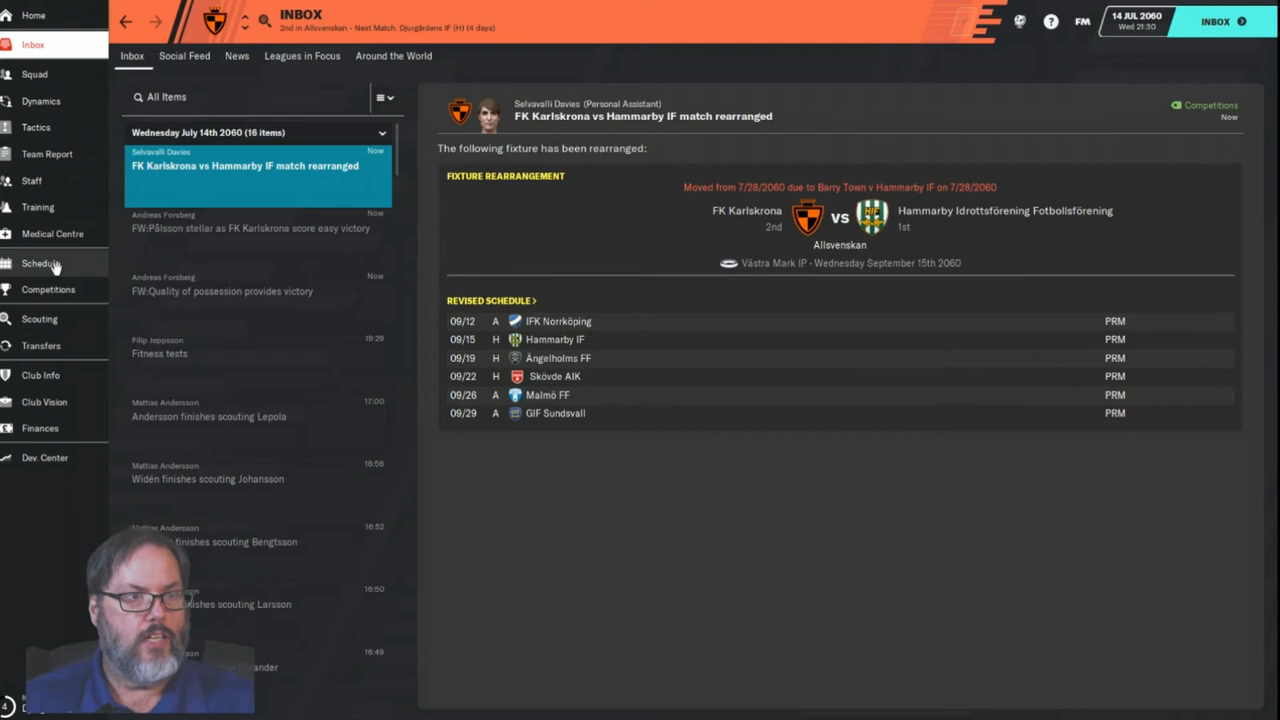 Home
Inbox
Squad
Dynamics
Tactics
Team Report
Staff
Training
Medical Centre
Schedule
Competitions
Scouting
Transfers
Club Info
Club Vision
Finances
Dev. Center
4
INBOX
2nd in Allsvenskan - Next Match: Djurgårdens IF (H) (4 days)
?
FM
14 JUL 2060
Wed 21:30
INBOX
Inbox
Social Feed
News
Leagues in Focus
Around the World
All Items
Wednesday July 14th 2060 (16 items)
Selvavalli Davies
Now
FK Karlskrona vs Hammarby IF match rearranged
Andreas Forsberg
Now
FW:Pålsson stellar as FK Karlskrona score easy victory
Andreas Forsberg
Now
FW:Quality of possession provides victory
Filip Jeppsson
19:29
Fitness tests
Mattias Andersson
17:00
Andersson finishes scouting Lepola
Mattias Andersson
16:58
Widén finishes scouting Johansson
Mattias Andersson
16:52
finishes scouting Bengtsson
16:50
finishes scouting Larsson
16:49
Selvavalli Davies (Personal Assistant)
FK Karlskrona vs Hammarby IF match rearranged
Competitions
Now
The following fixture has been rearranged:
FIXTURE REARRANGEMENT
Moved from 7/28/2060 due to Barry Town v Hammarby IF on 7/28/2060
FK Karlskrona
2nd
VS
HIF
Hammarby Idrottsförening Fotbollsförening
1st
Allsvenskan
Västra Mark IP - Wednesday September 15th 2060
REVISED SCHEDULE >
09/12 A IFK Norrköping PRM
09/15 H Hammarby IF PRM
09/19 H Ängelholms FF PRM
09/22 H Skövde AIK PRM
09/26 A Malmö FF PRM
09/29 A GIF Sundsvall PRM